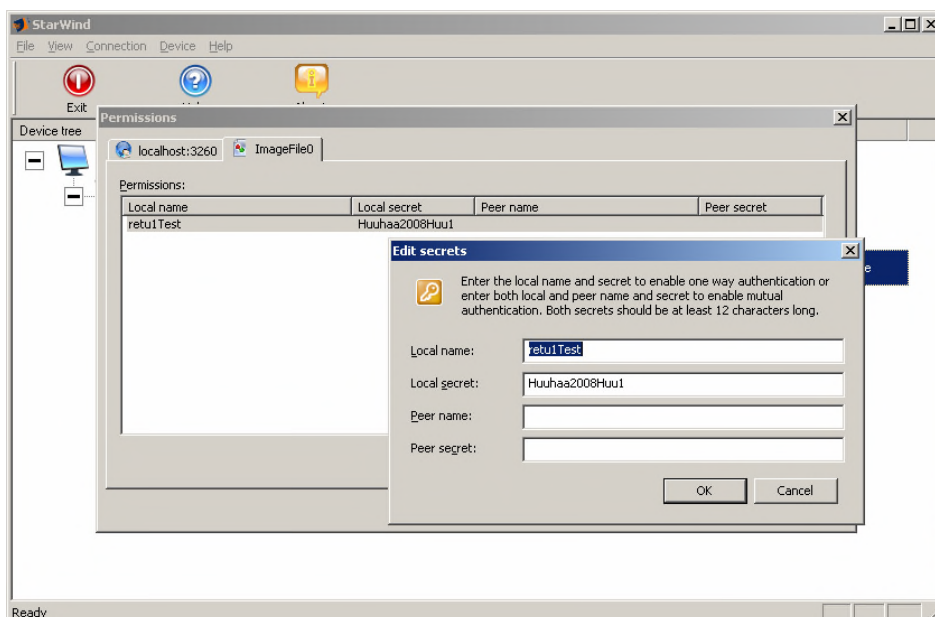 StarWind
File View Connection Device Help
Exit
Device tree
Permissions
localhost:3260 ImageFile0
Permissions:
Local name Local secret Peer name Peer secret
retu1Test Huuhaa2008Huu1
Edit secrets
Enter the local name and secret to enable one way authentication or
enter both local and peer name and secret to enable mutual
authentication. Both secrets should be at least 12 characters long.
Local name: retu1Test
Local secret: Huuhaa2008Huu1
Peer name:
Peer secret:
OK Cancel
Ready